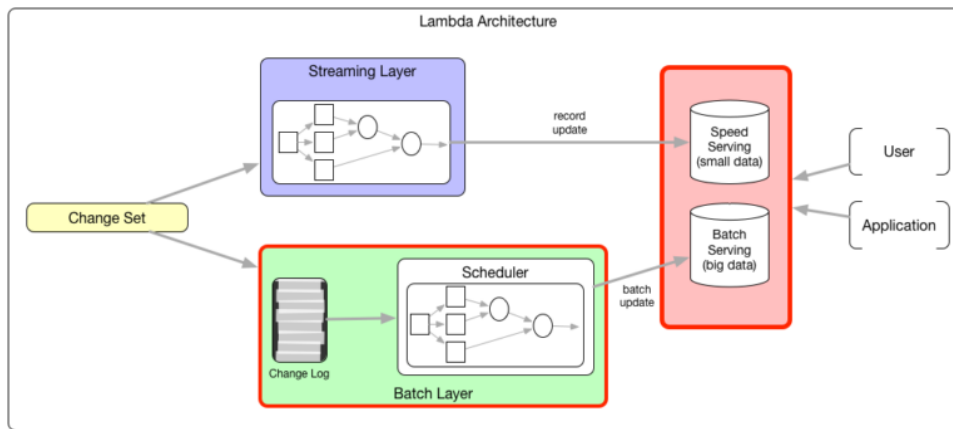 Lambda Architecture
Streaming Layer
record
update
Speed
Serving
(small data)
User
Change Set
Application
Batch
Serving
(big data)
Scheduler
batch
update
Change Log
Batch Layer